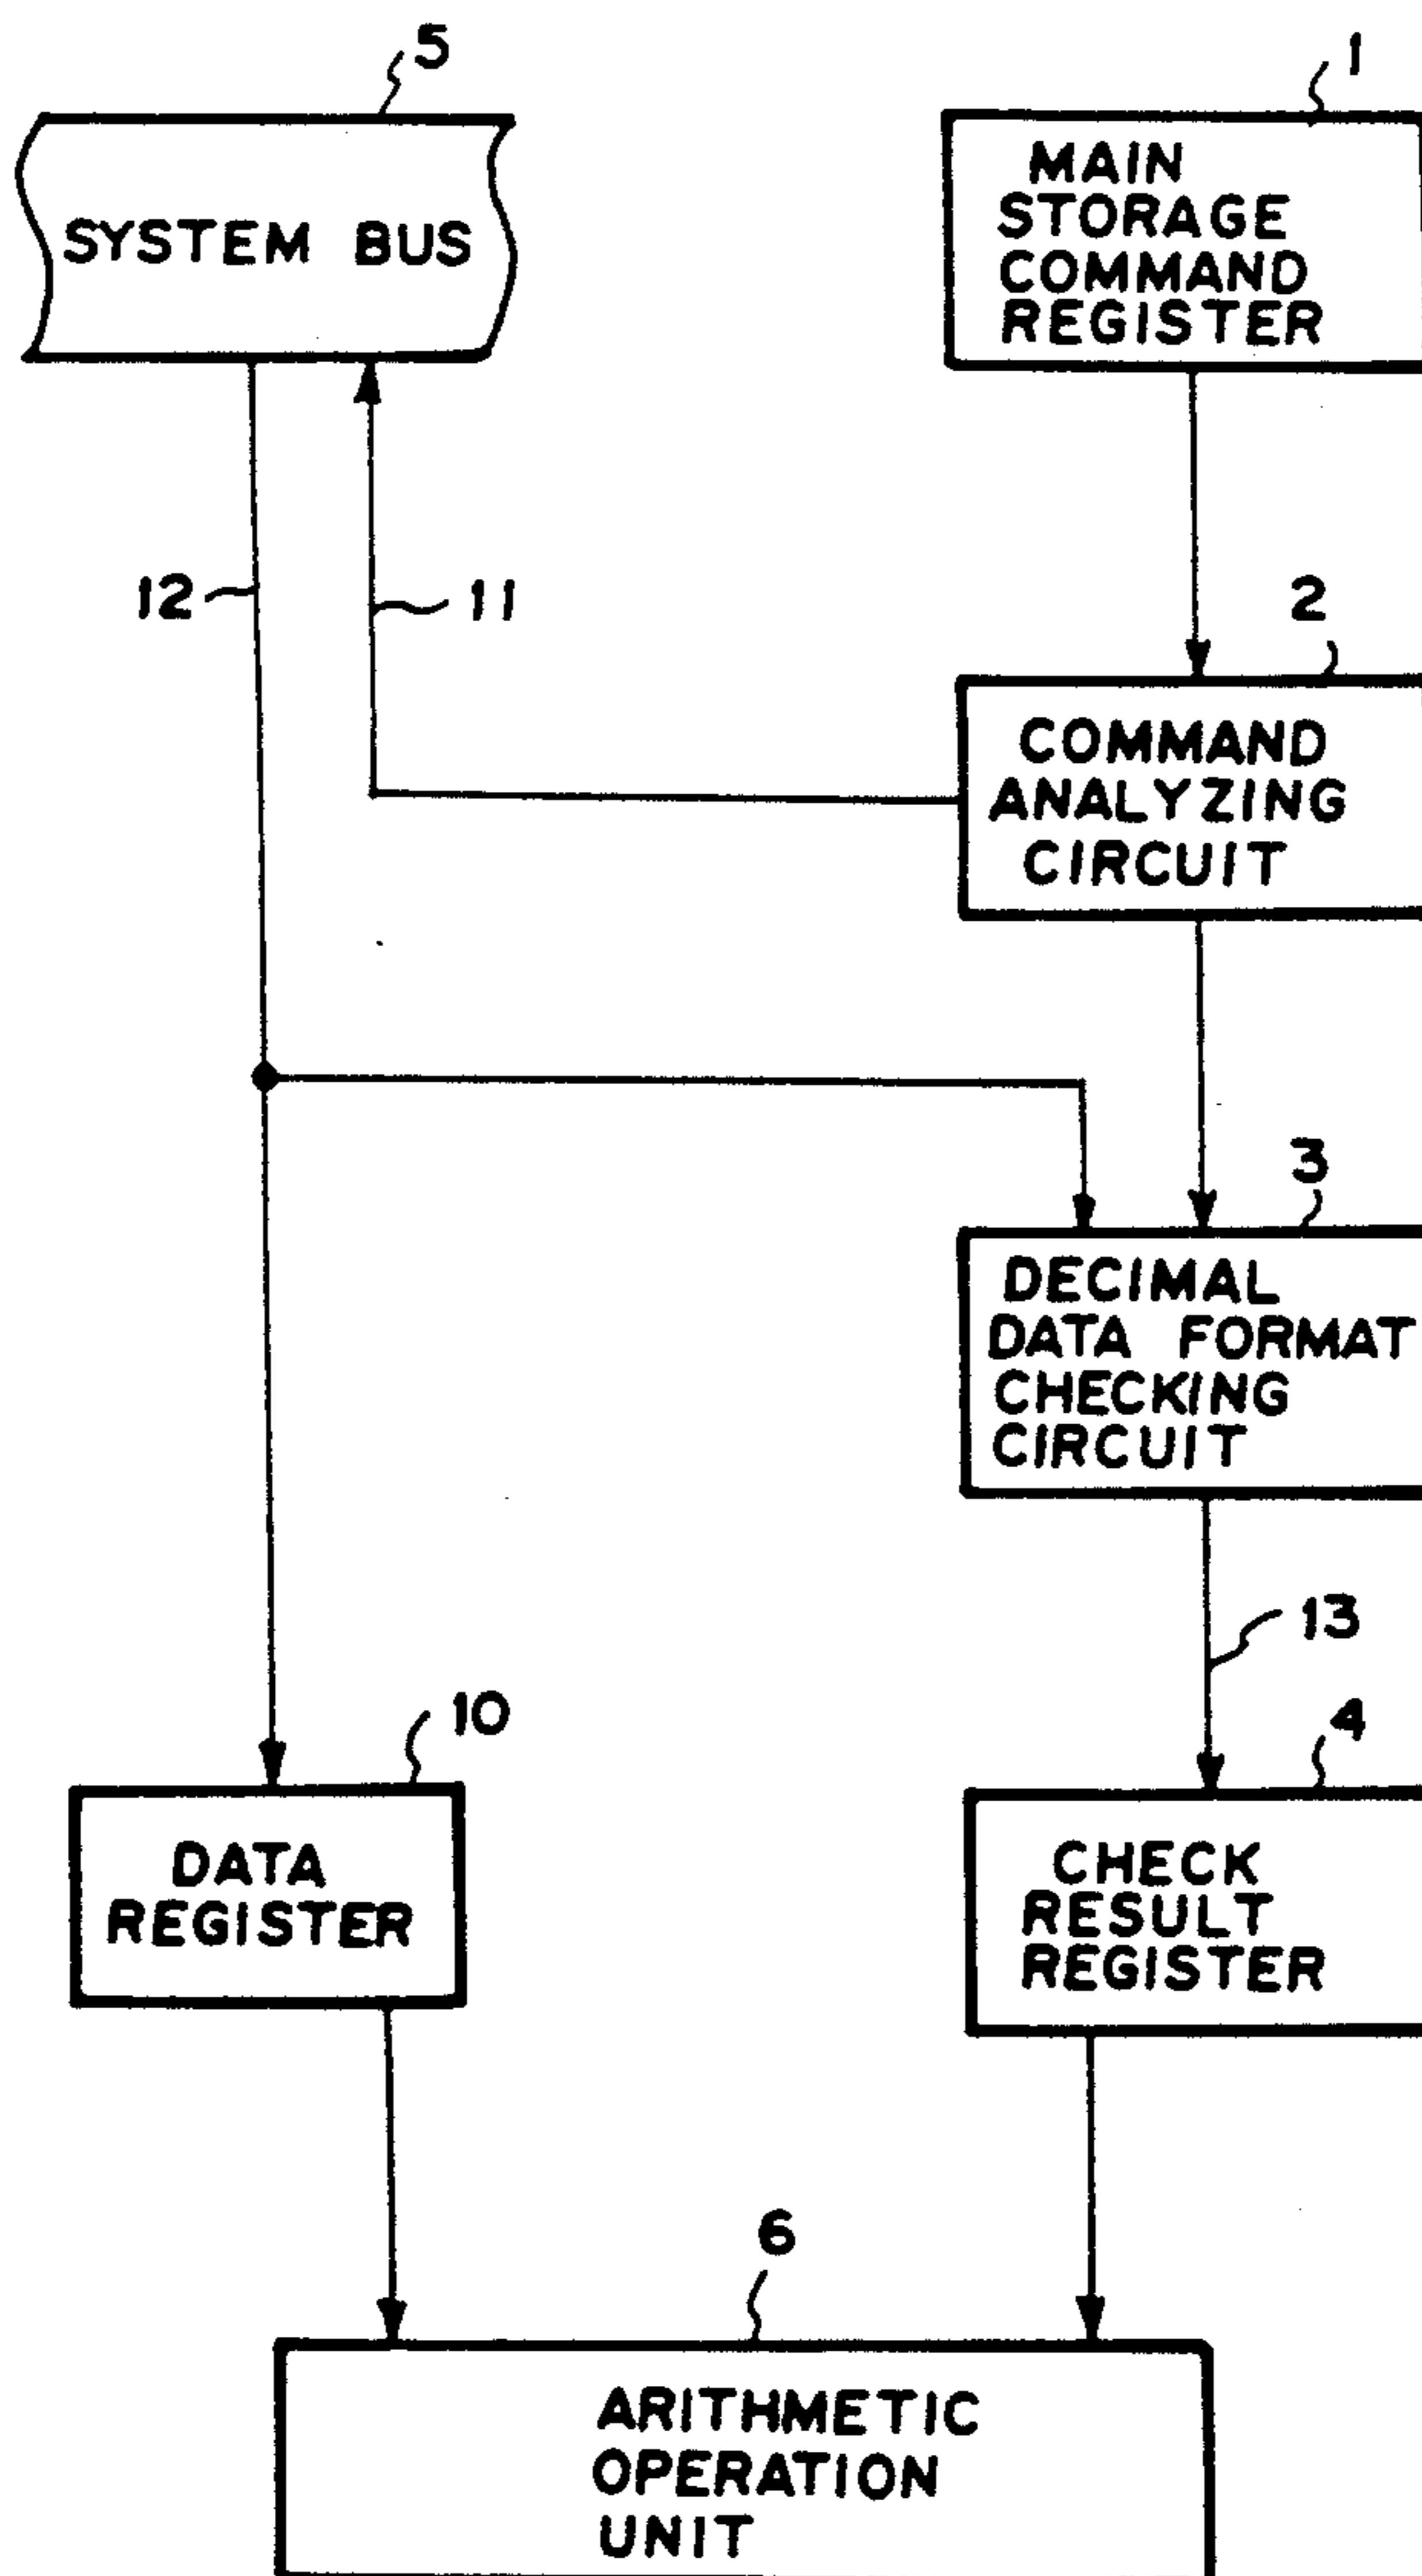 5
1
SYSTEM BUS
MAIN
STORAGE
COMMAND
REGISTER
12
11
2
COMMAND
ANALYZING
CIRCUIT
3
DECIMAL
DATA FORMAT
CHECKING
CIRCUIT
13
10
4
DATA
REGISTER
CHECK
RESULT
REGISTER
6
ARITHMETIC
OPERATION
UNIT